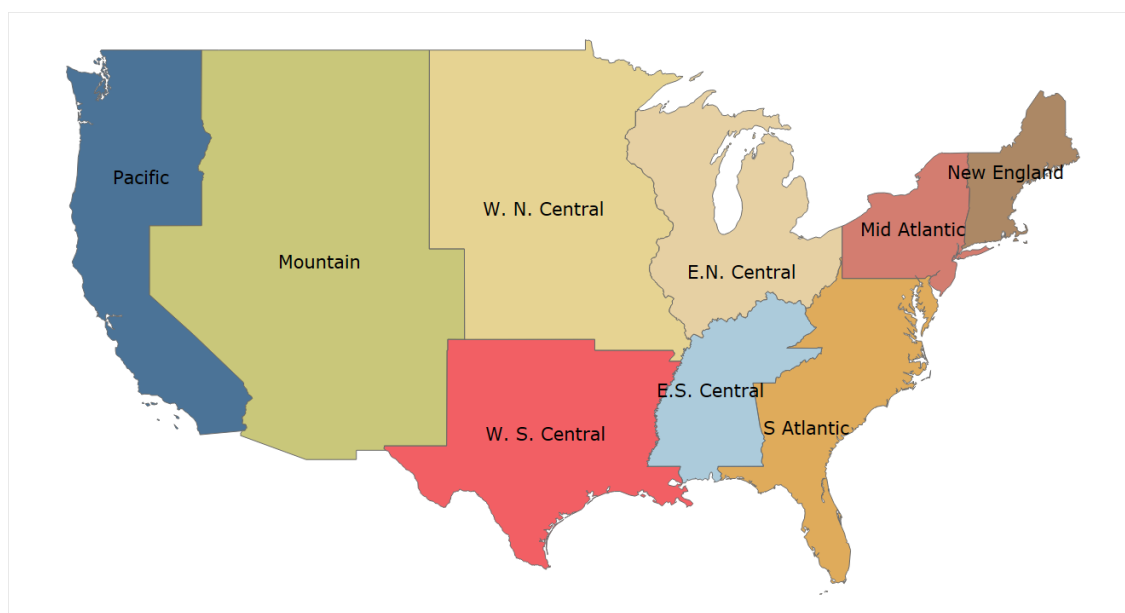 New England
Pacific
W. N. Central
Mid Atlantic
Mountain
E.N. Central
E.S. Central
S Atlantic
W. S. Central